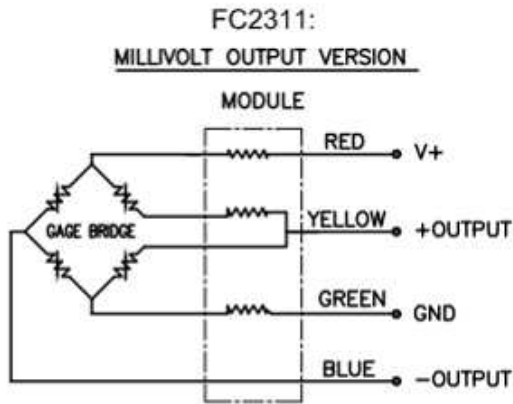 FC2311:
MILLIVOLT OUTPUT VERSION
MODULE
RED V+
GAGE BRIDGE YELLOW +OUTPUT
GREEN GND
BLUE -OUTPUT